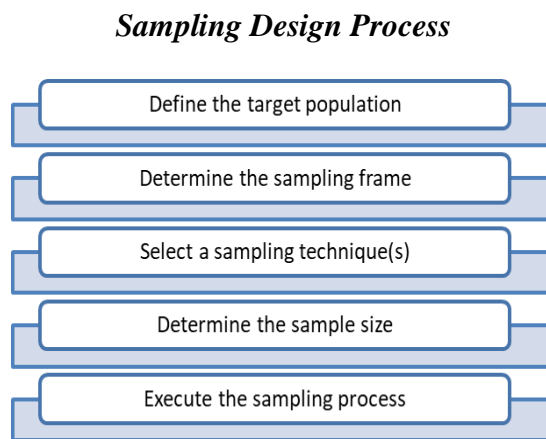 Sampling Design Process
Define the target population
Determine the sampling frame
Select a sampling technique(s)
Determine the sample size
Execute the sampling process